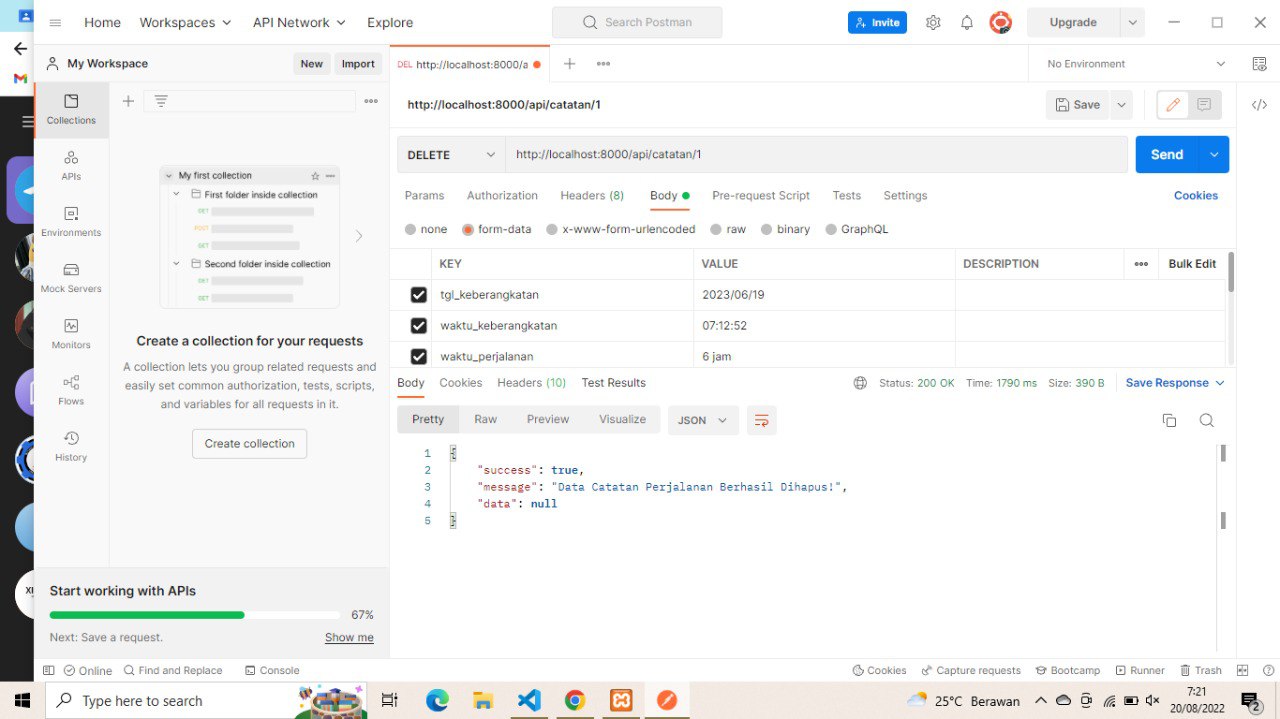 Home Workspaces API Network Explore
Search Postman
Invite
Upgrade
My Workspace
New Import
DEL http://localhost:8000/a
No Environment
Collections
APIs
Environments
Mock Servers
Monitors
Flows
History
My first collection
First folder inside collection
GET
POST
GET
Second folder inside collection
GET
GET
Create a collection for your requests
A collection lets you group related requests and
easily set common authorization, tests, scripts,
and variables for all requests in it.
Create collection
Start working with APIs
67%
Next: Save a request. Show me
http://localhost:8000/api/catatan/1
Save
DELETE http://localhost:8000/api/catatan/1
Send
Params Authorization Headers (8) Body Pre-request Script Tests Settings
Cookies
none form-data x-www-form-urlencoded raw binary GraphQL
KEY VALUE DESCRIPTION Bulk Edit
tgl_keberangkatan 2023/06/19
waktu_keberangkatan 07:12:52
waktu_perjalanan 6 jam
Body Cookies Headers (10) Test Results
Status: 200 OK Time: 1790 ms Size: 390 B Save Response
Pretty Raw Preview Visualize JSON
1 {
2 "success": true,
3 "message": "Data Catatan Perjalanan Berhasil Dihapus!",
4 "data": null
5 }
Online Find and Replace Console
Cookies Capture requests Bootcamp Runner Trash
Type here to search
25°C Berawan
7:21
20/08/2022
2